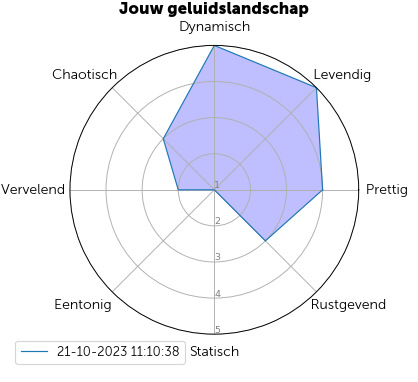 Jouw geluidslandschap
Dynamisch
Chaotisch
Levendig
Vervelend
1
Prettig
2
3
4
Eentonig
Rustgevend
5
21-10-2023 11:10:38
Statisch